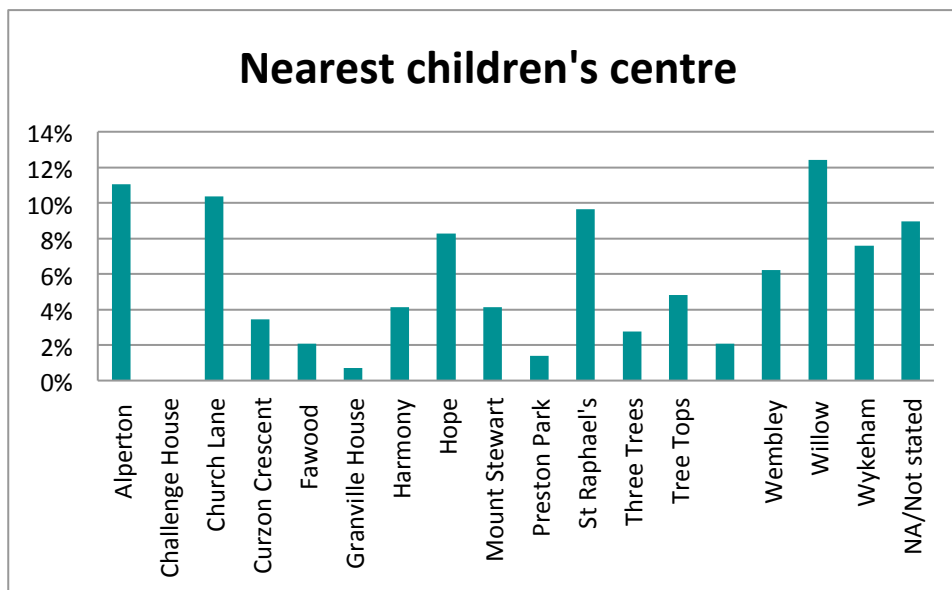 Nearest children's centre
14%
12%
10%
8%
6%
4%
2%
0%
Alperton
Challenge House
Church Lane
Curzon Crescent
Fawood
Granville House
Harmony
Hope
Mount Stewart
Preston Park
St Raphael's
Three Trees
Tree Tops
Wembley
Willow
Wykeham
NA/Not stated